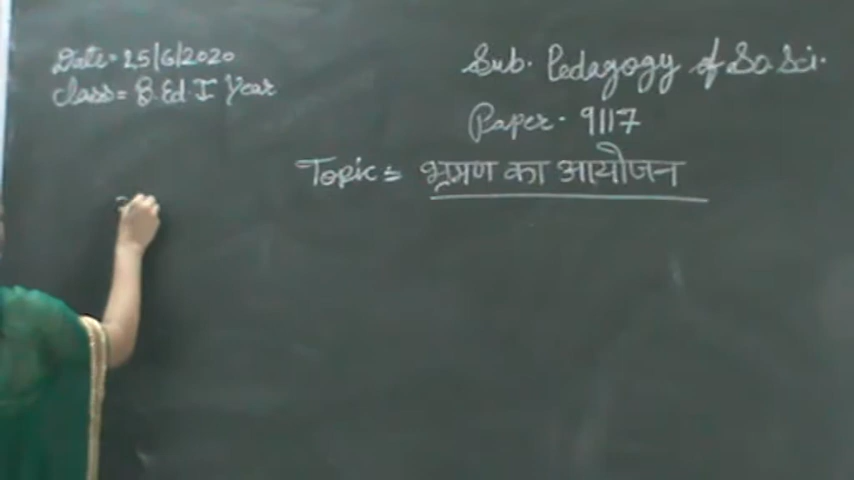 Date = 25/6/2020
Class = B.Ed I Year
Sub. Pedagogy of So.Sci.
Paper - 9117
Topic = भ्रमण का आयोजन